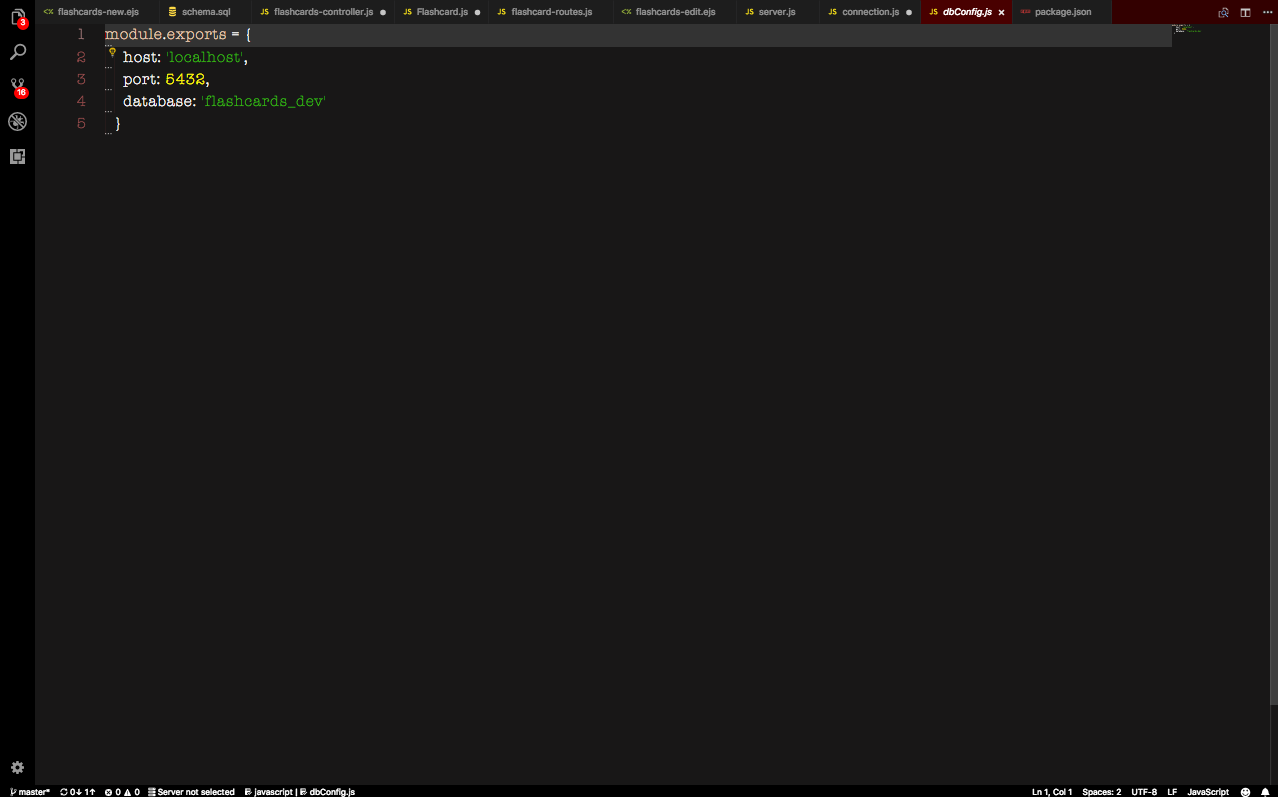 flashcards-new.ejs schema.sql JS flashcards-controller.js JS Flashcard.js JS flashcard-routes.js flashcards-edit.ejs JS server.js JS connection.js JS dbConfig.js package.json
3
16
1 module.exports = {
2 host: 'localhost',
3 port: 5432,
4 database: 'flashcards_dev'
5 }
master* 0↓ 1↑ 0 0 Server not selected javascript | dbConfig.js Ln 1, Col 1 Spaces: 2 UTF-8 LF JavaScript